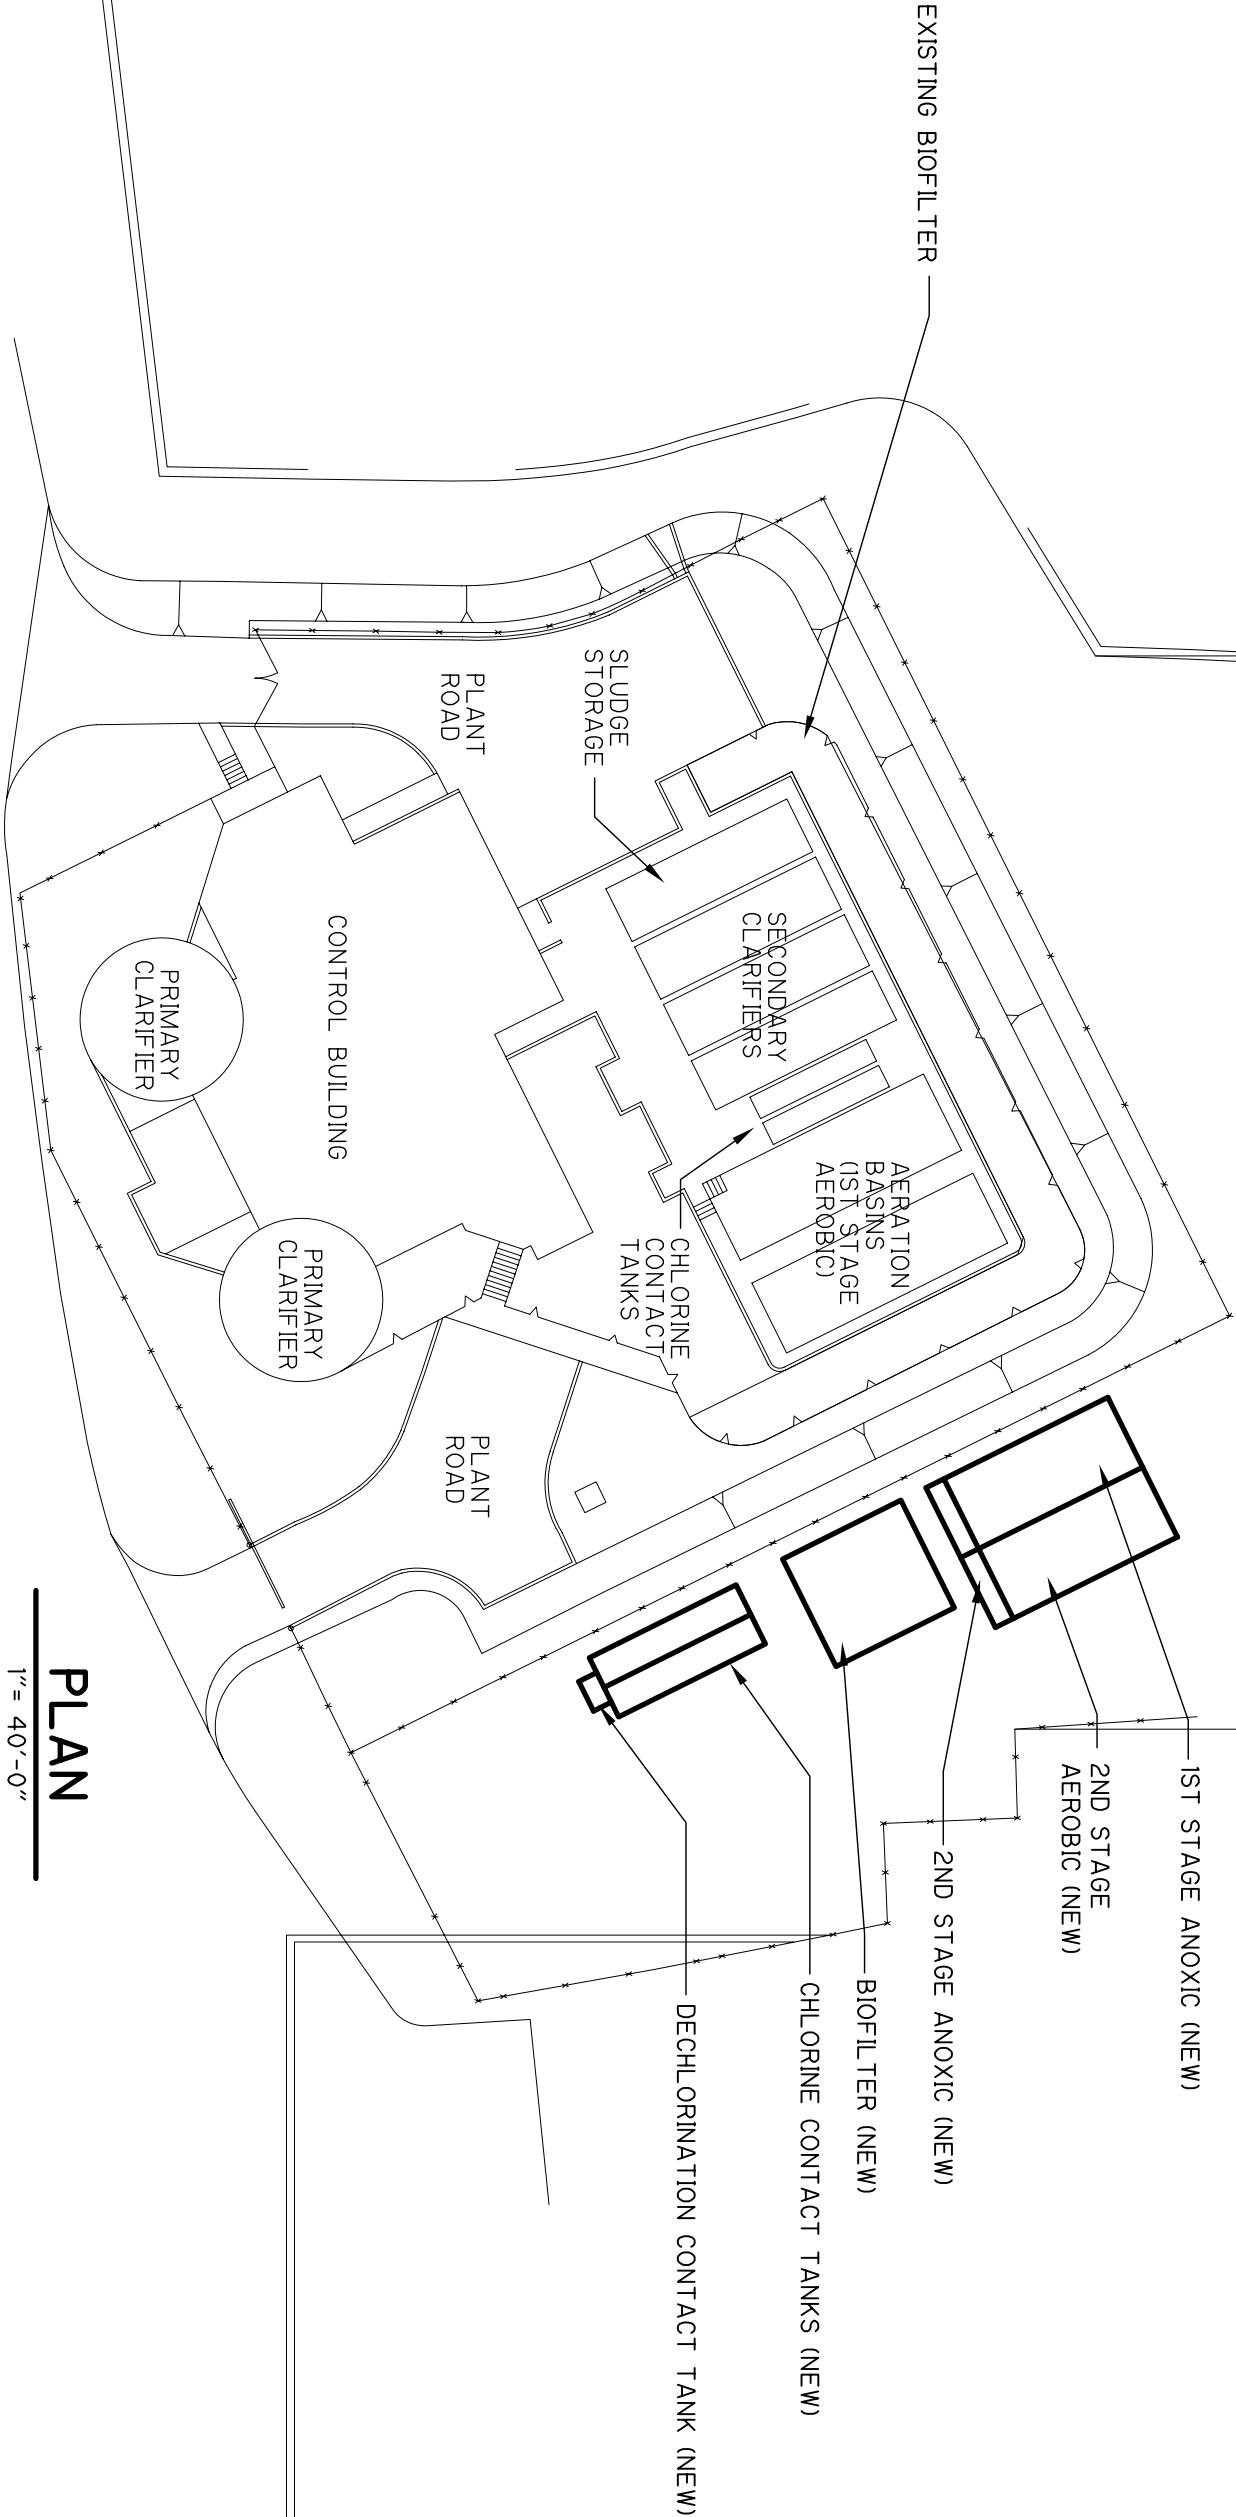 EXISTING BIOFILTER
SLUDGE
STORAGE
PLANT
ROAD
SECONDARY
CLARIFIERS
CONTROL BUILDING
PRIMARY
CLARIFIER
AERATION
BASINS
(1ST STAGE
AEROBIC)
CHLORINE
CONTACT
TANKS
PRIMARY
CLARIFIER
PLANT
ROAD
1ST STAGE ANOXIC (NEW)
2ND STAGE
AEROBIC (NEW)
2ND STAGE ANOXIC (NEW)
BIOFILTER (NEW)
CHLORINE CONTACT TANKS (NEW)
DECHLORINATION CONTACT TANK (NEW)
PLAN
1"= 40'-0"